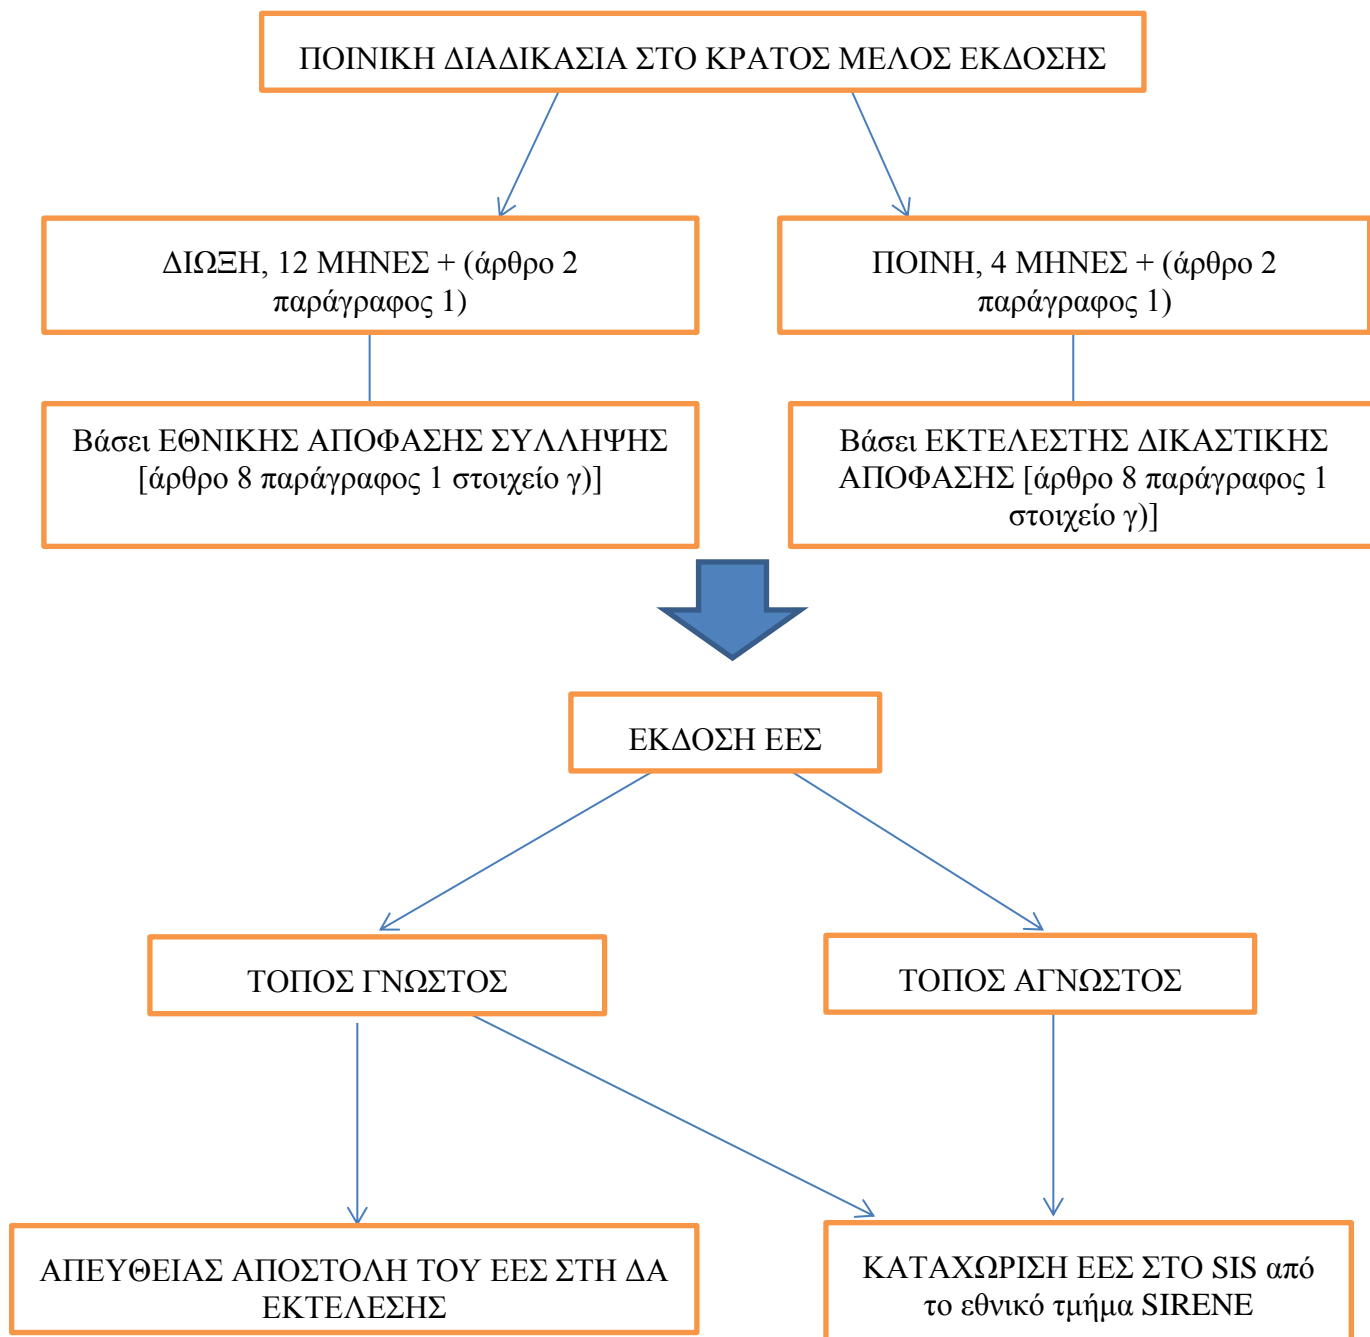 ΠΟΙΝΙΚΗ ΔΙΑΔΙΚΑΣΙΑ ΣΤΟ ΚΡΑΤΟΣ ΜΕΛΟΣ ΕΚΔΟΣΗΣ
ΔΙΩΞΗ, 12 ΜΗΝΕΣ + (άρθρο 2
παράγραφος 1)
ΠΟΙΝΗ, 4 ΜΗΝΕΣ + (άρθρο 2
παράγραφος 1)
Βάσει ΕΘΝΙΚΗΣ ΑΠΟΦΑΣΗΣ ΣΥΛΛΗΨΗΣ
[άρθρο 8 παράγραφος 1 στοιχείο γ)]
Βάσει ΕΚΤΕΛΕΣΤΗΣ ΔΙΚΑΣΤΙΚΗΣ
ΑΠΟΦΑΣΗΣ [άρθρο 8 παράγραφος 1
στοιχείο γ)]
ΕΚΔΟΣΗ ΕΕΣ
ΤΟΠΟΣ ΓΝΩΣΤΟΣ
ΤΟΠΟΣ ΑΓΝΩΣΤΟΣ
ΑΠΕΥΘΕΙΑΣ ΑΠΟΣΤΟΛΗ ΤΟΥ ΕΕΣ ΣΤΗ ΔΑ
ΕΚΤΕΛΕΣΗΣ
ΚΑΤΑΧΩΡΙΣΗ ΕΕΣ ΣΤΟ SIS από
το εθνικό τμήμα SIRENE